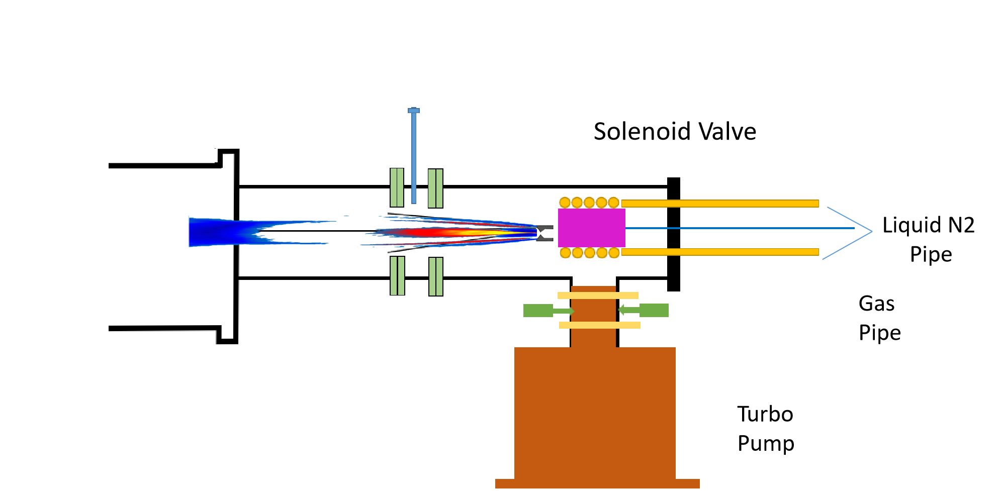 Solenoid Valve
Liquid N2
Pipe
Gas
Pipe
Turbo
Pump